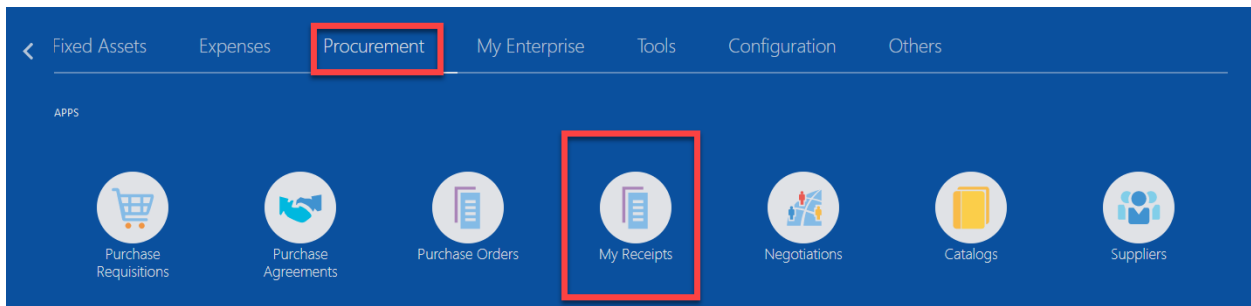 Fixed Assets Expenses Procurement My Enterprise Tools Configuration Others
APPS
Purchase Requisitions
Purchase Agreements
Purchase Orders
My Receipts
Negotiations
Catalogs
Suppliers